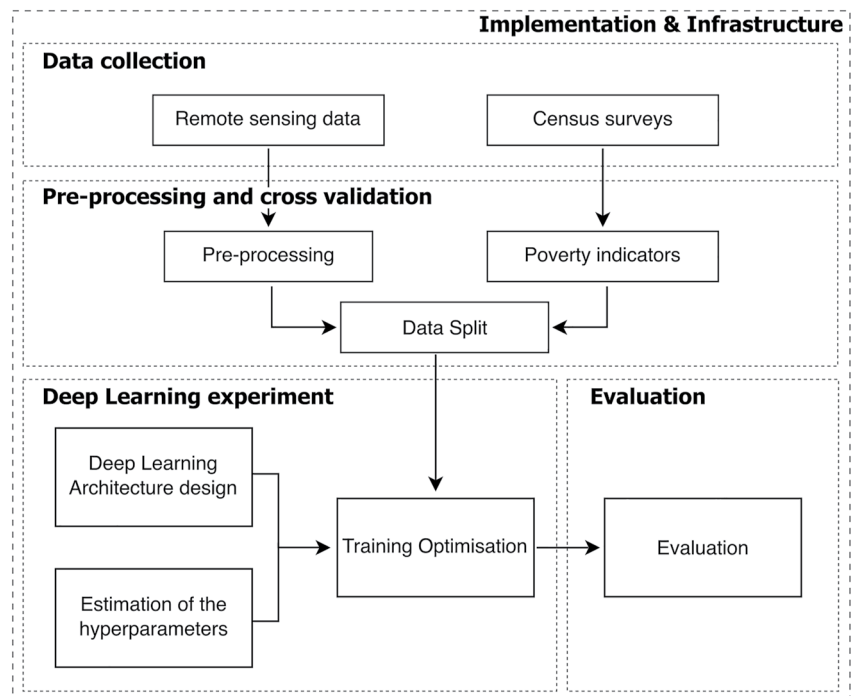 Implementation & Infrastructure
Data collection
Remote sensing data
Census surveys
Pre-processing and cross validation
Pre-processing
Poverty indicators
Data Split
Deep Learning experiment
Evaluation
Deep Learning
Architecture design
Training Optimisation
Evaluation
Estimation of the
hyperparameters